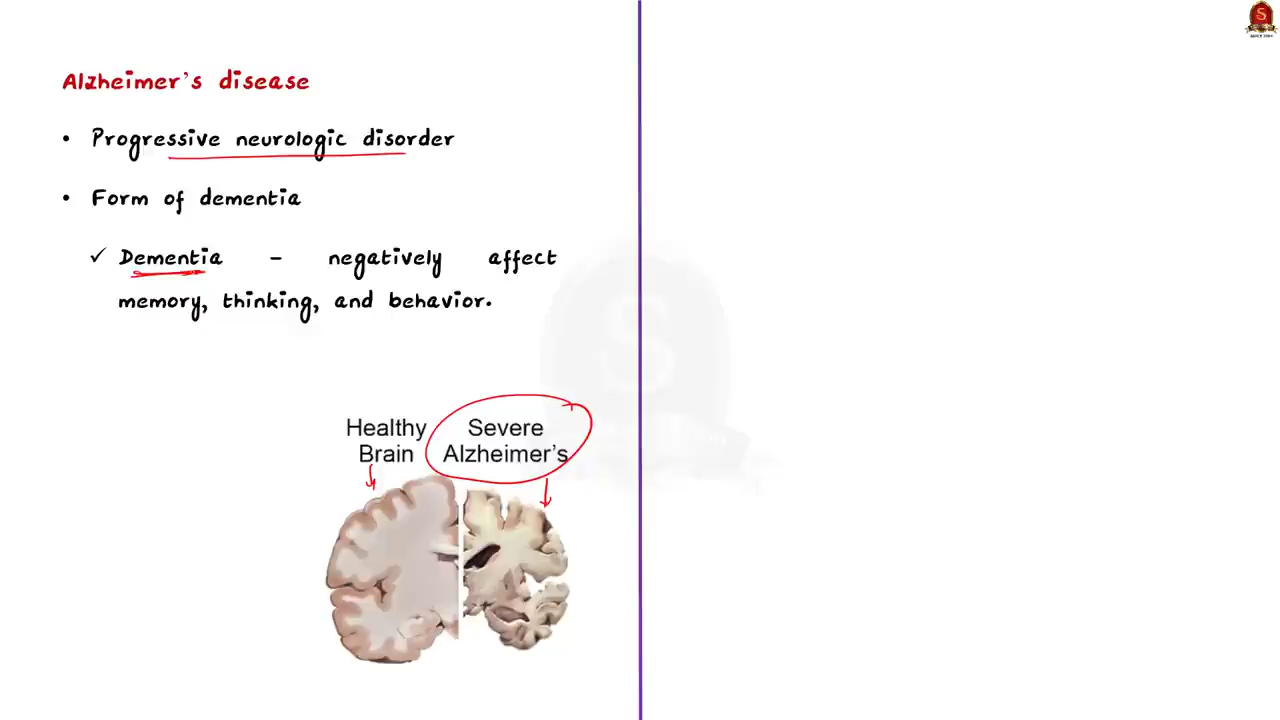 Alzheimer's disease
• Progressive neurologic disorder
• Form of dementia
✓ Dementia – negatively affect
memory, thinking, and behavior.
Healthy
Brain
Severe
Alzheimer's
S
S